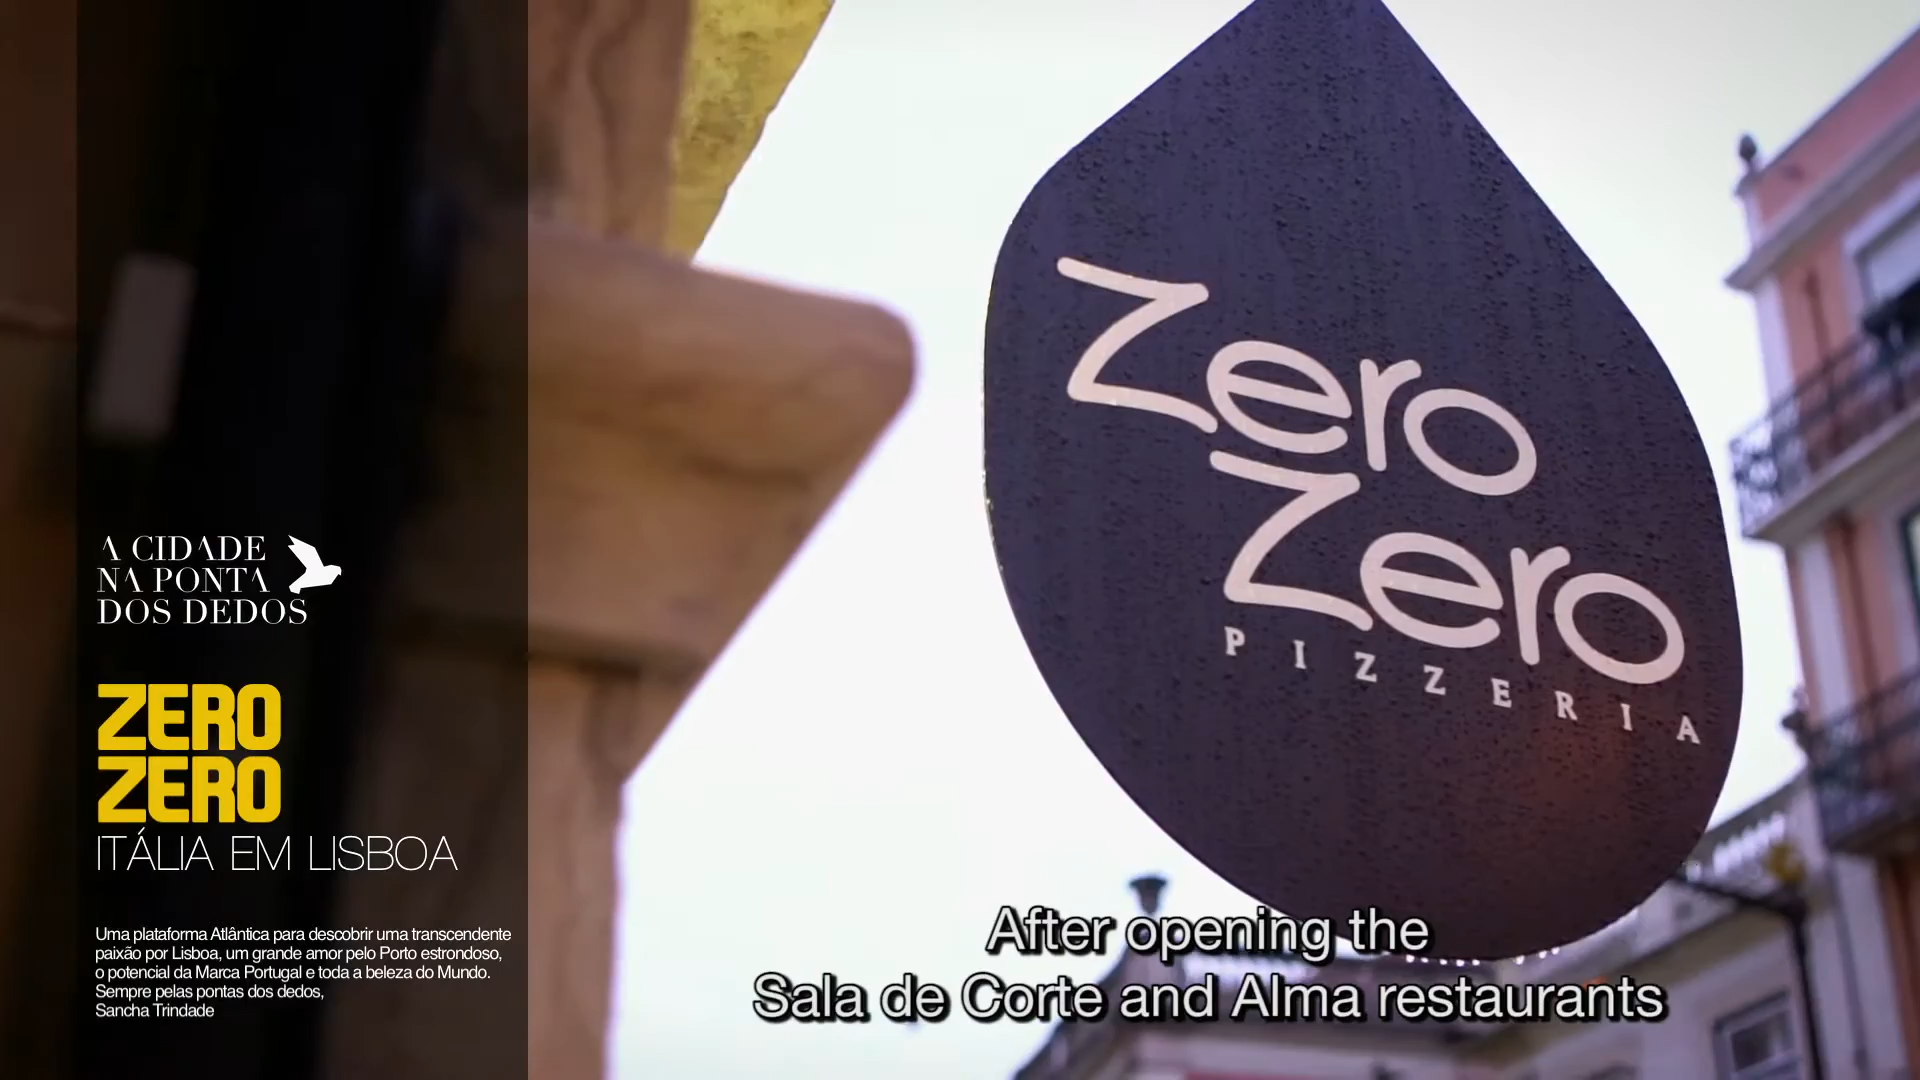 A CIDADE
NA PONTA
DOS DEDOS
ZERO
ZERO
ITÁLIA EM LISBOA
Uma plataforma Atlântica para descobrir uma transcendente
paixão por Lisboa, um grande amor pelo Porto estrondoso,
o potencial da Marca Portugal e toda a beleza do Mundo.
Sempre pelas pontas dos dedos,
Sancha Trindade
Zero
Zero
PIZZERIA
After opening the
Sala de Corte and Alma restaurants